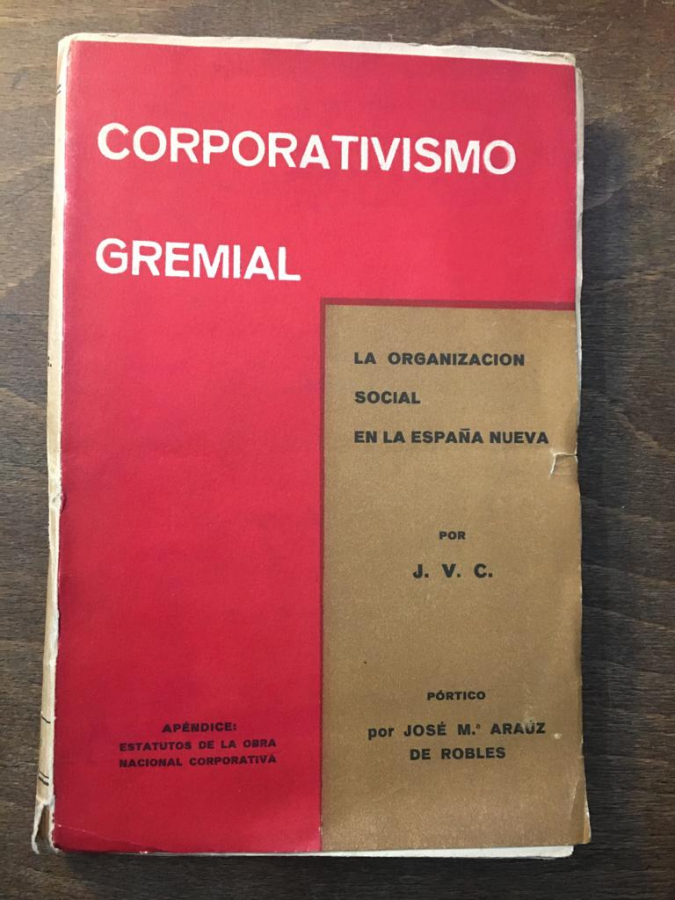 CORPORATIVISMO
GREMIAL
LA ORGANIZACION
SOCIAL
EN LA ESPAÑA NUEVA
POR
J. V. C.
PÓRTICO
por JOSÉ M.ª ARAÚZ
DE ROBLES
APÉNDICE:
ESTATUTOS DE LA OBRA
NACIONAL CORPORATIVA